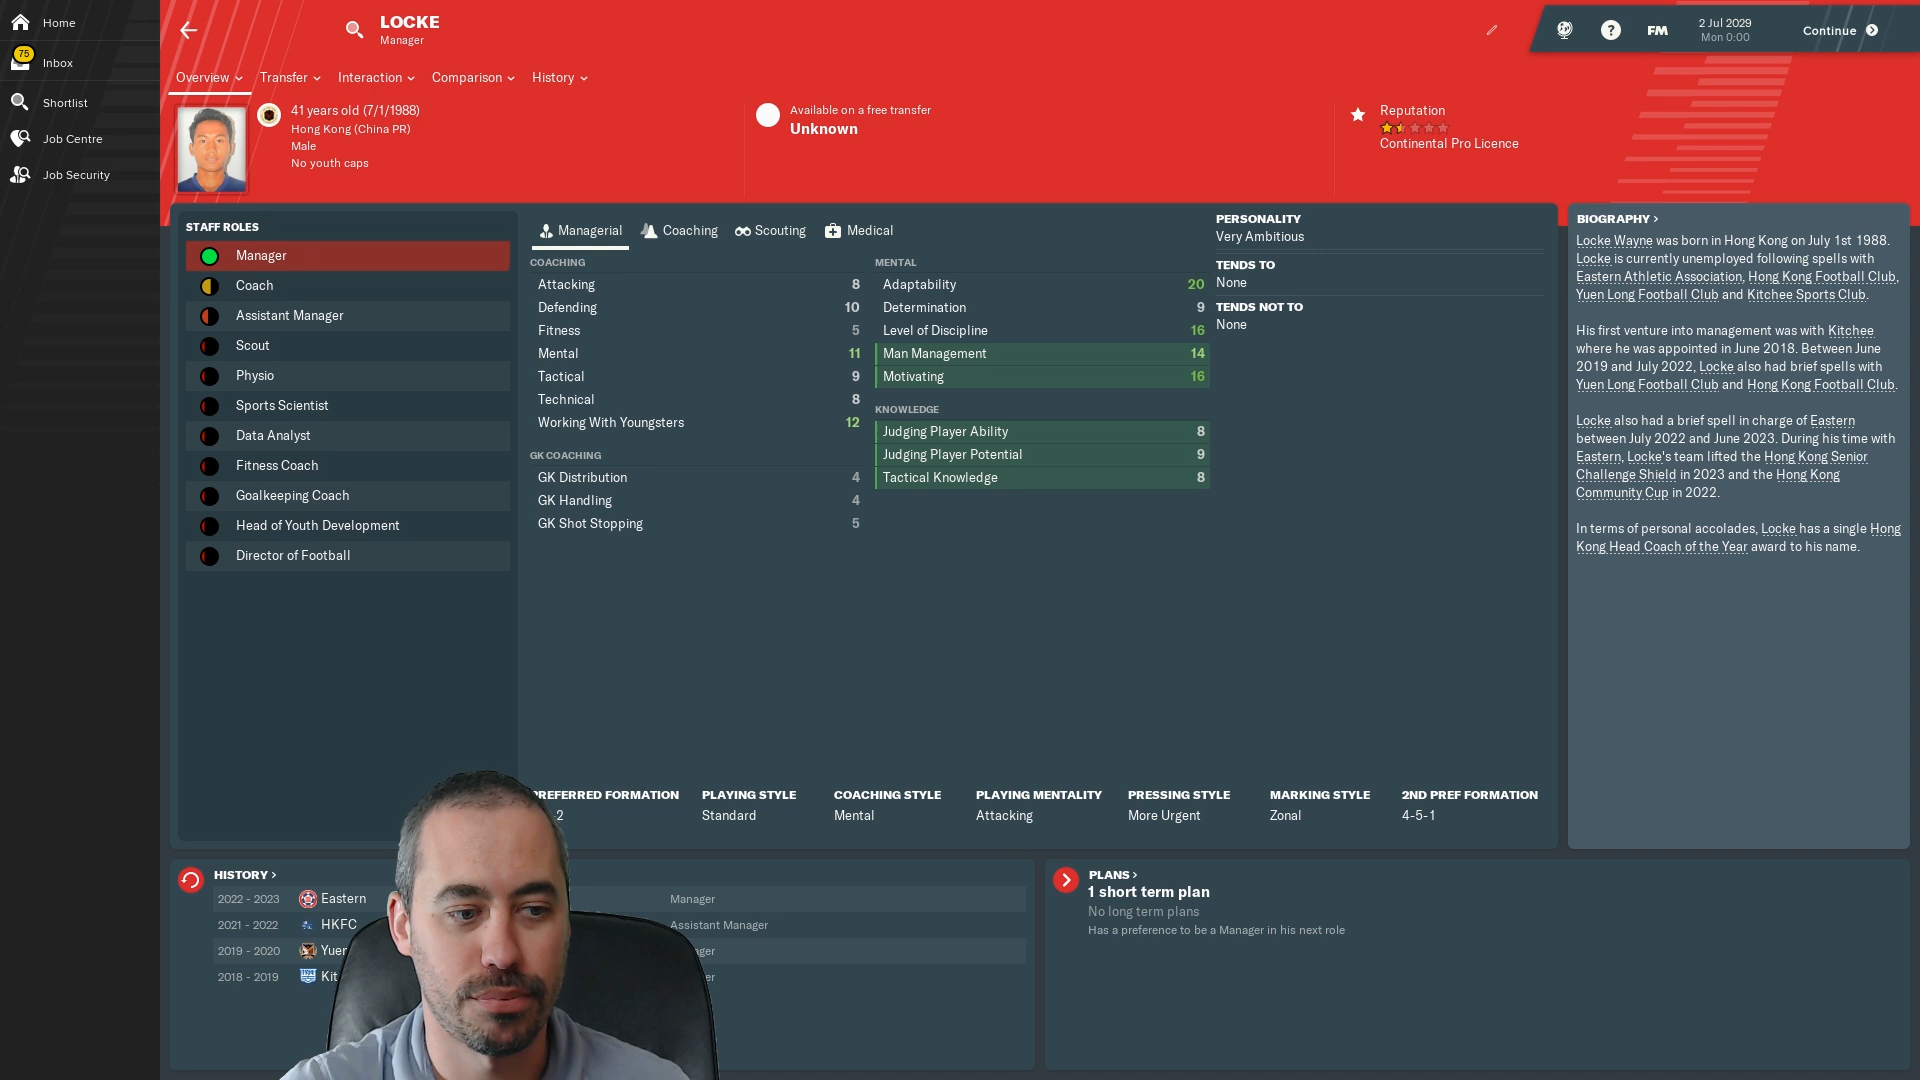 Home
75
Inbox
Shortlist
Job Centre
Job Security
LOCKE
Manager
FM
2 Jul 2029
Mon 0:00
Continue
Overview
Transfer
Interaction
Comparison
History
41 years old (7/1/1988)
Hong Kong (China PR)
Male
No youth caps
Available on a free transfer
Unknown
Reputation
Continental Pro Licence
STAFF ROLES
Manager
Coach
Assistant Manager
Scout
Physio
Sports Scientist
Data Analyst
Fitness Coach
Goalkeeping Coach
Head of Youth Development
Director of Football
Managerial
Coaching
Scouting
Medical
COACHING
Attacking 8
Defending 10
Fitness 5
Mental 11
Tactical 9
Technical 8
Working With Youngsters 12
GK COACHING
GK Distribution 4
GK Handling 4
GK Shot Stopping 5
MENTAL
Adaptability 20
Determination 9
Level of Discipline 16
Man Management 14
Motivating 16
KNOWLEDGE
Judging Player Ability 8
Judging Player Potential 9
Tactical Knowledge 8
PERSONALITY
Very Ambitious
TENDS TO
None
TENDS NOT TO
None
FORMATION
2
PLAYING STYLE
Standard
COACHING STYLE
Mental
PLAYING MENTALITY
Attacking
PRESSING STYLE
More Urgent
MARKING STYLE
Zonal
2ND PREF FORMATION
4-5-1
BIOGRAPHY >
Locke Wayne was born in Hong Kong on July 1st 1988.
Locke is currently unemployed following spells with
Eastern Athletic Association, Hong Kong Football Club,
Yuen Long Football Club and Kitchee Sports Club.
His first venture into management was with Kitchee
where he was appointed in June 2018. Between June
2019 and July 2022, Locke also had brief spells with
Yuen Long Football Club and Hong Kong Football Club.
Locke also had a brief spell in charge of Eastern
between July 2022 and June 2023. During his time with
Eastern, Locke's team lifted the Hong Kong Senior
Challenge Shield in 2023 and the Hong Kong
Community Cup in 2022.
In terms of personal accolades, Locke has a single Hong
Kong Head Coach of the Year award to his name.
HISTORY >
2022 - 2023 Eastern Manager
2021 - 2022 HKFC Assistant Manager
2019 - 2020
2018 - 2019
PLANS >
1 short term plan
No long term plans
Has a preference to be a Manager in his next role